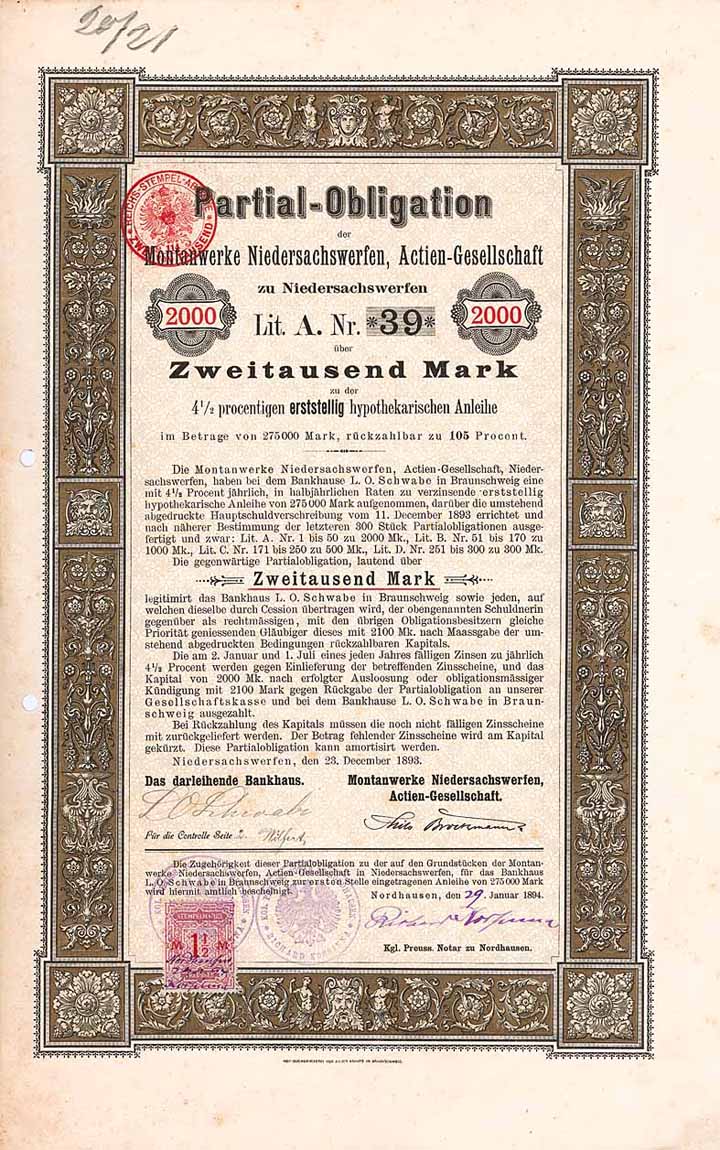 20/21
REICHS-STEMPEL-AB
ZWEI
TAUSEND
Partial-Obligation
der
Montanwerke Niedersachswerfen, Actien-Gesellschaft
zu Niedersachswerfen
2000 Lit. A. Nr. *39* 2000
über
Zweitausend Mark
zu der
4½ procentigen erststellig hypothekarischen Anleihe
im Betrage von 275000 Mark, rückzahlbar zu 105 Procent.
Die Montanwerke Niedersachswerfen, Actien-Gesellschaft, Nieder-
sachswerfen, haben bei dem Bankhause L. O. Schwabe in Braunschweig eine
mit 4½ Procent jährlich, in halbjährlichen Raten zu verzinsende erststellig
hypothekarische Anleihe von 275000 Mark aufgenommen, darüber die umstehend
abgedruckte Hauptschuldverschreibung vom 11. December 1893 errichtet und
nach näherer Bestimmung der letzteren 300 Stück Partialobligationen ausge-
fertigt und zwar: Lit. A. Nr. 1 bis 50 zu 2000 Mk., Lit. B. Nr. 51 bis 170 zu
1000 Mk., Lit. C. Nr. 171 bis 250 zu 500 Mk., Lit. D. Nr. 251 bis 300 zu 300 Mk.
Die gegenwärtige Partialobligation, lautend über
Zweitausend Mark
legitimirt das Bankhaus L. O. Schwabe in Braunschweig sowie jeden, auf
welchen dieselbe durch Cession übertragen wird, der obengenannten Schuldnerin
gegenüber als rechtmässigen, mit den übrigen Obligationsbesitzern gleiche
Priorität geniessenden Gläubiger dieses mit 2100 Mk. nach Maassgabe der um-
stehend abgedruckten Bedingungen rückzahlbaren Kapitals.
Die am 2. Januar und 1. Juli eines jeden Jahres fälligen Zinsen zu jährlich
4½ Procent werden gegen Einlieferung der betreffenden Zinsscheine, und das
Kapital von 2000 Mk. nach erfolgter Ausloosung oder obligationsmässiger
Kündigung mit 2100 Mark gegen Rückgabe der Partialobligation an unserer
Gesellschaftskasse und bei dem Bankhause L. O. Schwabe in Braun-
schweig ausgezahlt.
Bei Rückzahlung des Kapitals müssen die noch nicht fälligen Zinsscheine
mit zurückgeliefert werden. Der Betrag fehlender Zinsscheine wird am Kapital
gekürzt. Diese Partialobligation kann amortisirt werden.
Niedersachswerfen, den 23. December 1893.
Das darleihende Bankhaus.
L O Schwabe
Für die Controlle Seite 2.
Montanwerke Niedersachswerfen,
Actien-Gesellschaft.
Thilo Brockmann
Die Zugehörigkeit dieser Partialobligation zu der auf den Grundstücken der Montan-
werke Niedersachswerfen, Actien-Gesellschaft in Niedersachswerfen, für das Bankhaus
L. O. Schwabe in Braunschweig zur ersten Stelle eingetragenen Anleihe von 275000 Mark
wird hiermit amtlich bescheinigt.
Nordhausen, den 29. Januar 1894.
STEMPELMARKE
M 1½ M
RICHARD
Kgl. Preuss. Notar zu Nordhausen.